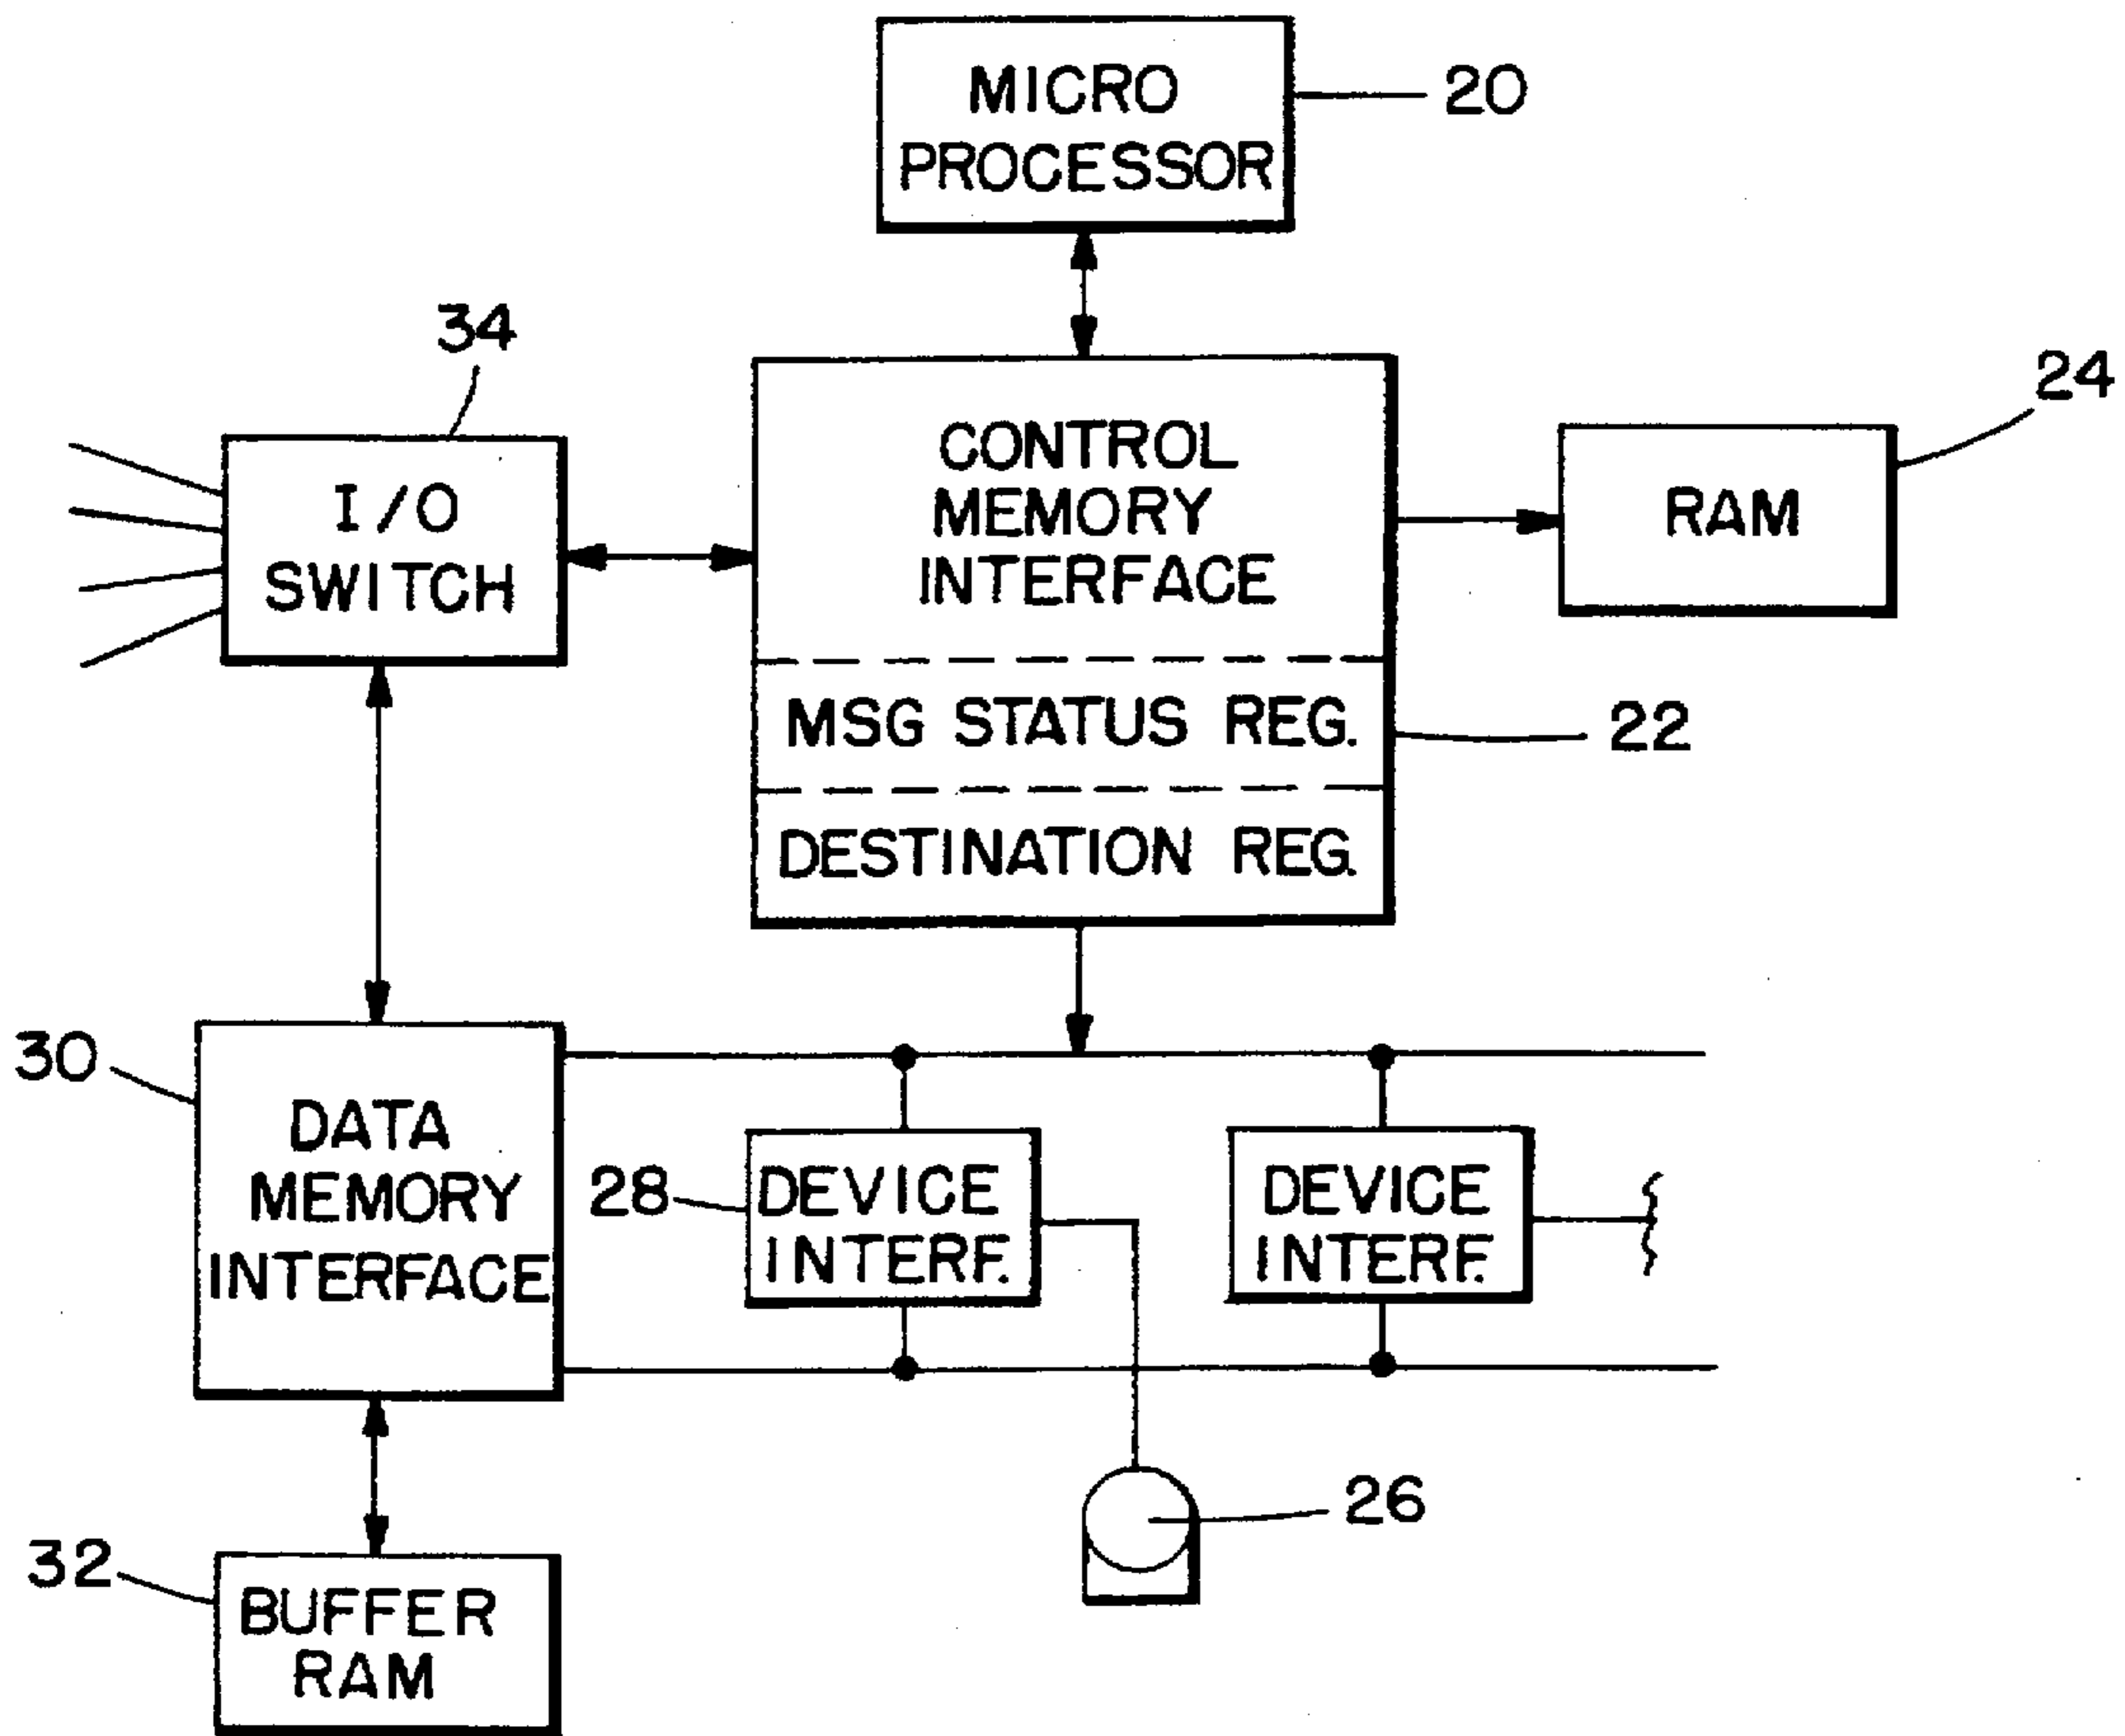 MICRO
PROCESSOR
20
34
I/O
SWITCH
CONTROL
MEMORY
INTERFACE
MSG STATUS REG.
DESTINATION REG.
22
24
RAM
30
DATA
MEMORY
INTERFACE
28
DEVICE
INTERF.
DEVICE
INTERF.
26
32
BUFFER
RAM